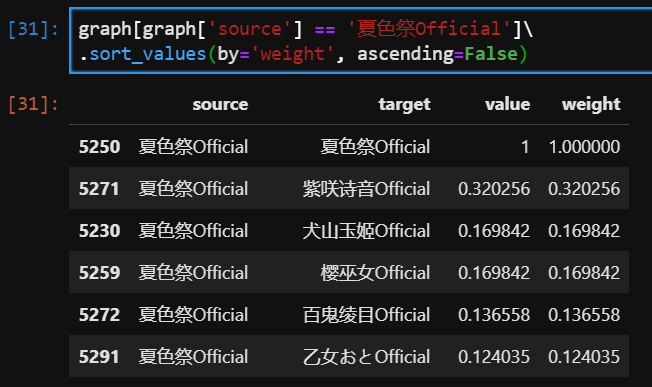 [31]: graph[graph['source'] == '夏色祭Official']\
.sort_values(by='weight', ascending=False)
[31]:
source target value weight
5250 夏色祭Official 夏色祭Official 1 1.000000
5271 夏色祭Official 紫咲诗音Official 0.320256 0.320256
5230 夏色祭Official 犬山玉姬Official 0.169842 0.169842
5259 夏色祭Official 樱巫女Official 0.169842 0.169842
5272 夏色祭Official 百鬼绫目Official 0.136558 0.136558
5291 夏色祭Official 乙女おとOfficial 0.124035 0.124035